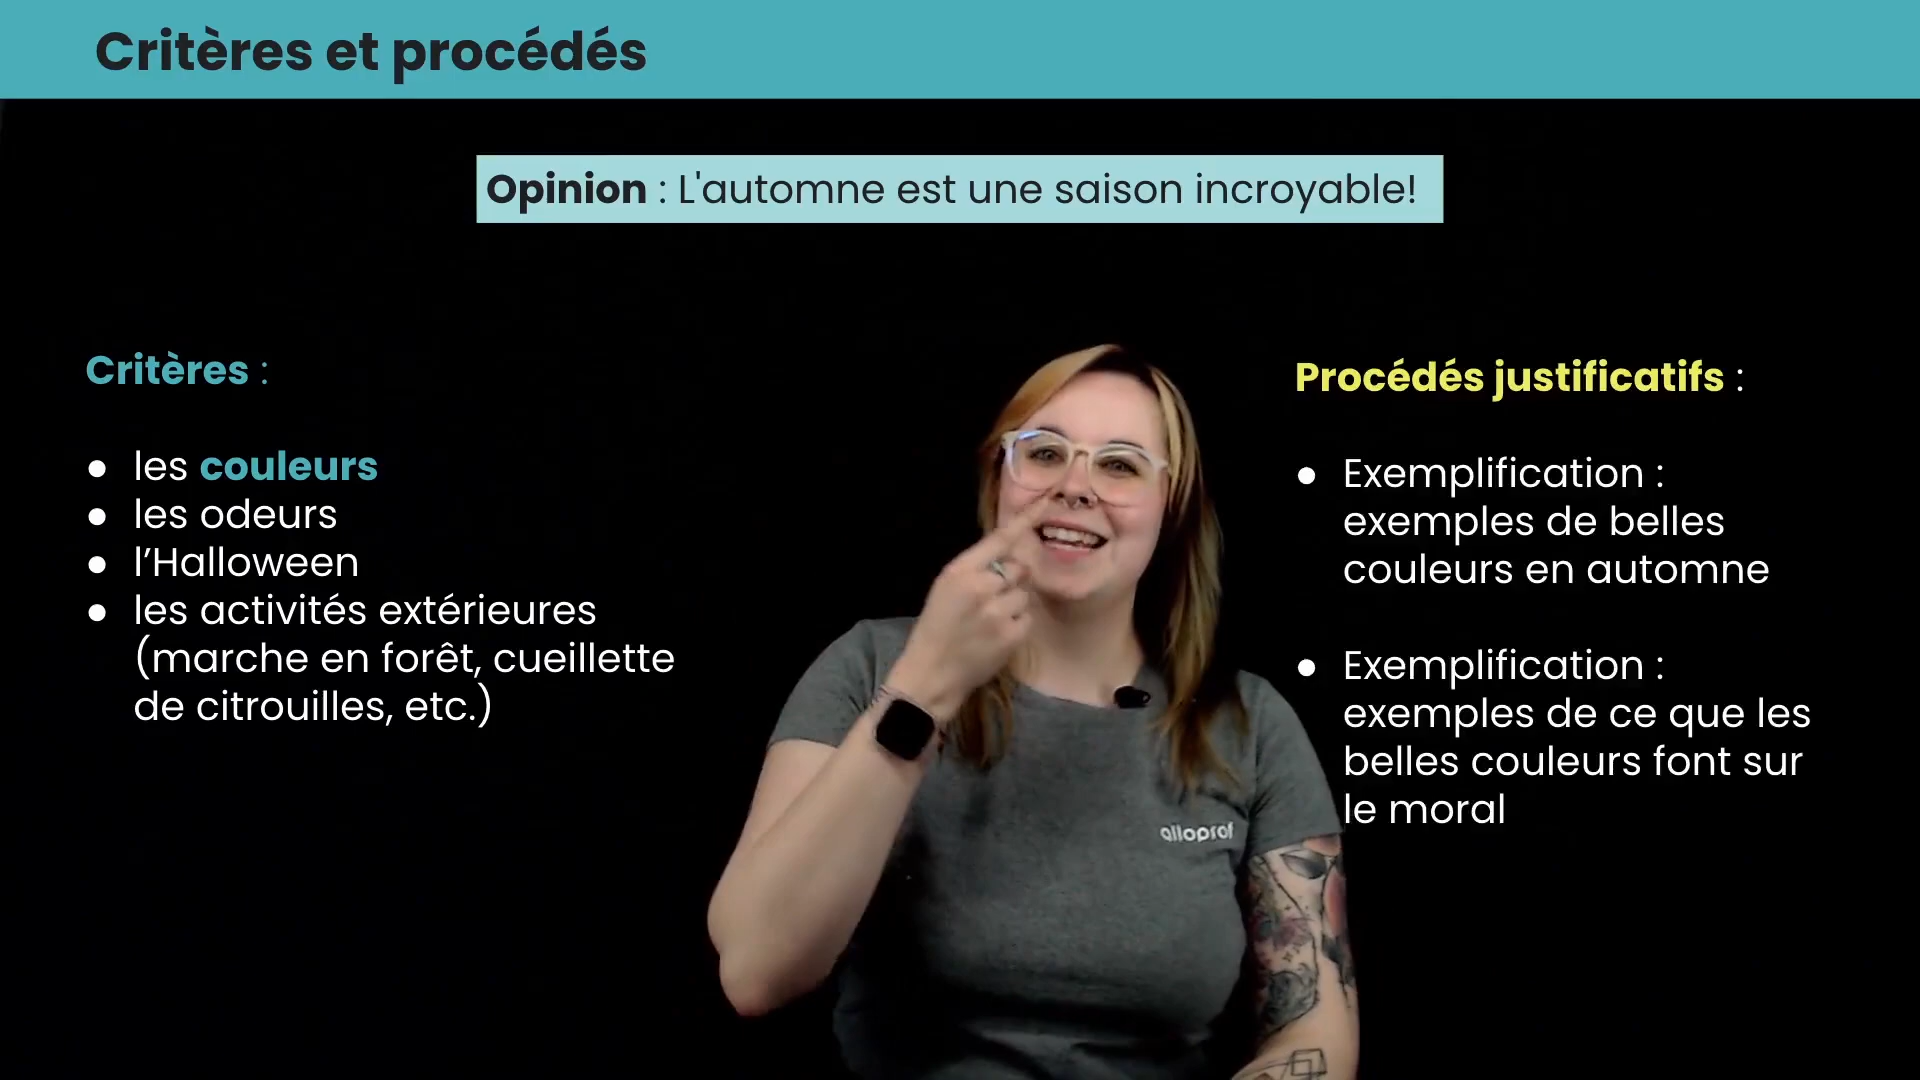 Critères et procédés
Opinion : L'automne est une saison incroyable!
Critères :
● les couleurs
● les odeurs
● l’Halloween
● les activités extérieures
(marche en forêt, cueillette
de citrouilles, etc.)
Procédés justificatifs :
● Exemplification :
exemples de belles
couleurs en automne
● Exemplification :
exemples de ce que les
belles couleurs font sur
le moral
alloprof